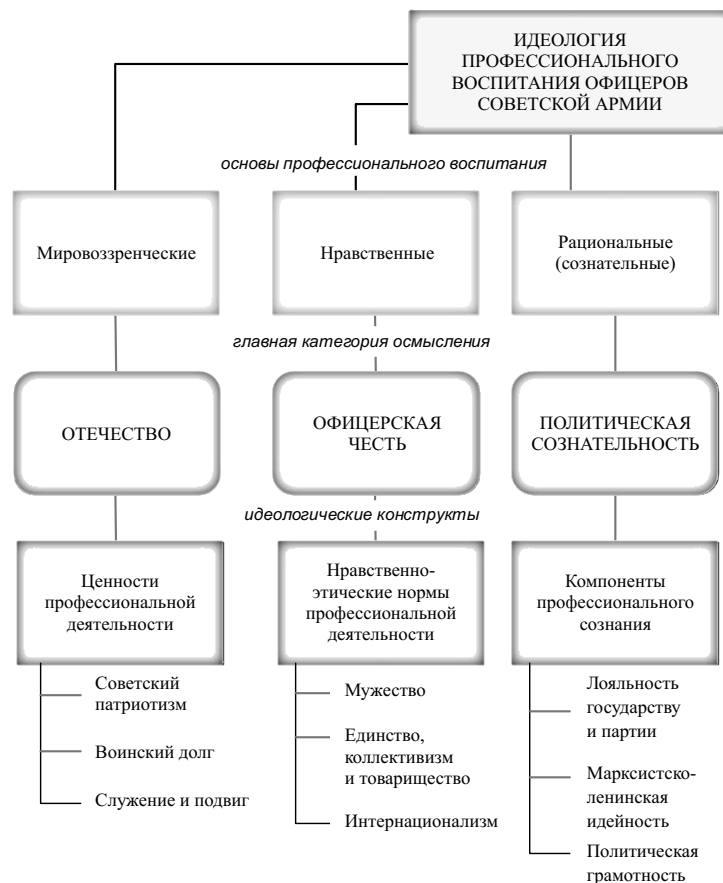 ИДЕОЛОГИЯ
ПРОФЕССИОНАЛЬНОГО
ВОСПИТАНИЯ ОФИЦЕРОВ
СОВЕТСКОЙ АРМИИ
основы профессионального воспитания
Мировоззренческие
Нравственные
Рациональные
(сознательные)
главная категория осмысления
ОТЕЧЕСТВО
ОФИЦЕРСКАЯ
ЧЕСТЬ
ПОЛИТИЧЕСКАЯ
СОЗНАТЕЛЬНОСТЬ
идеологические конструкты
Ценности
профессиональной
деятельности
Нравственно-
этические нормы
профессиональной
деятельности
Компоненты
профессионального
сознания
Советский
патриотизм
Воинский долг
Служение и подвиг
Мужество
Единство,
коллективизм
и товарищество
Интернационализм
Лояльность
государству
и партии
Марксистско-
ленинская
идейность
Политическая
грамотность